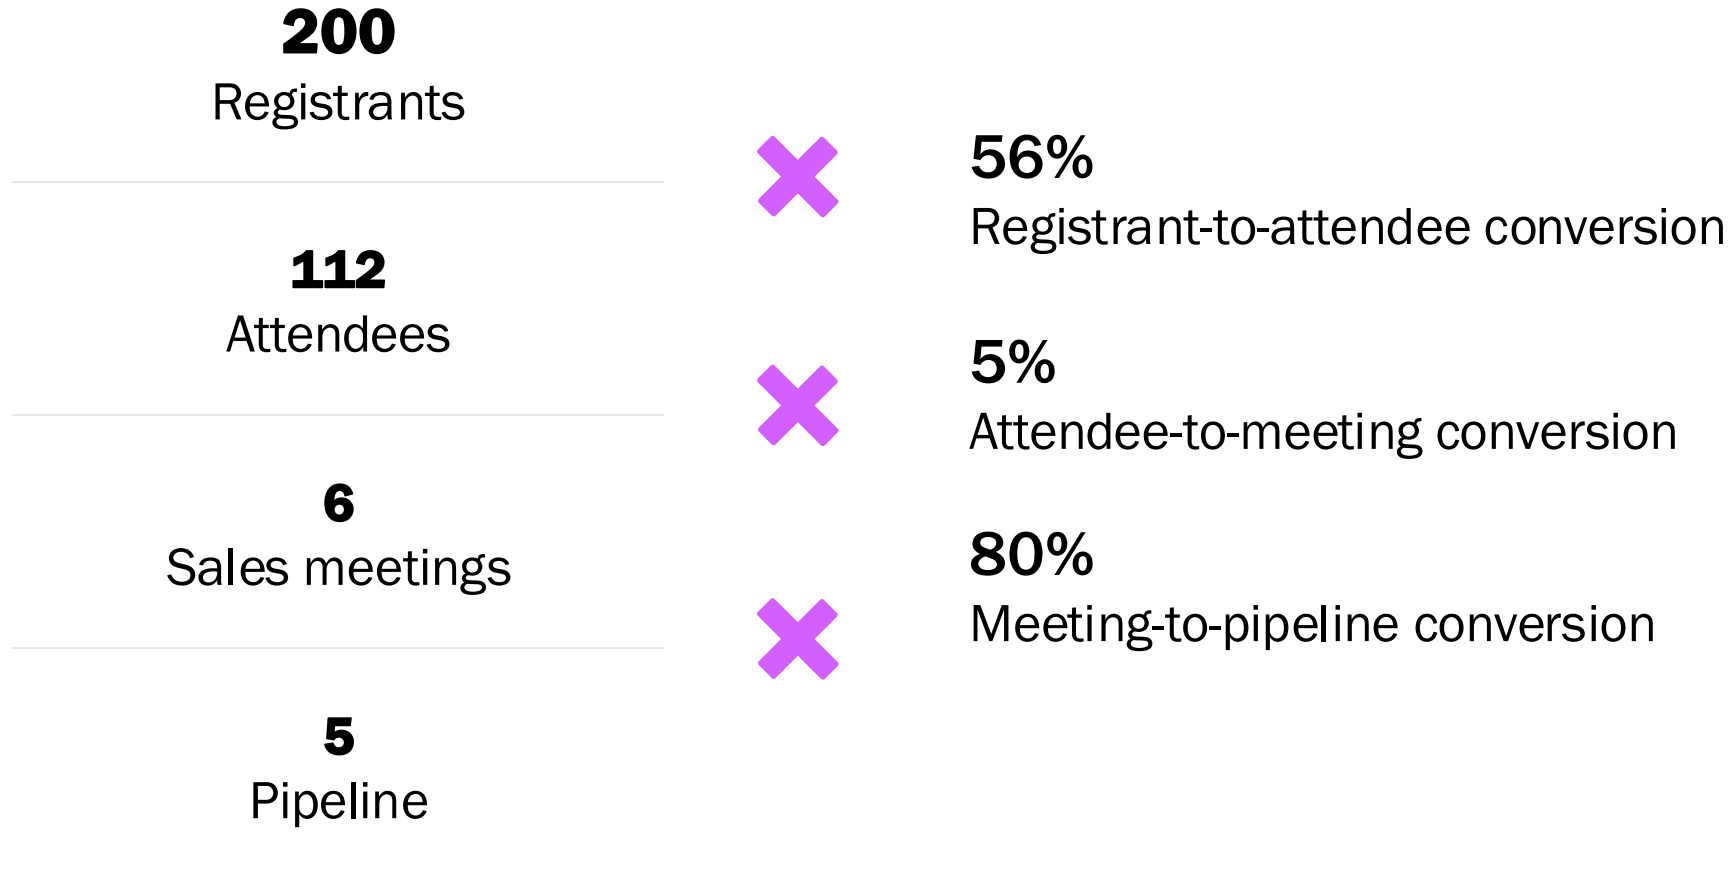 200
Registrants
56%
Registrant-to-attendee conversion
112
Attendees
5%
Attendee-to-meeting conversion
6
Sales meetings
80%
Meeting-to-pipeline conversion
5
Pipeline